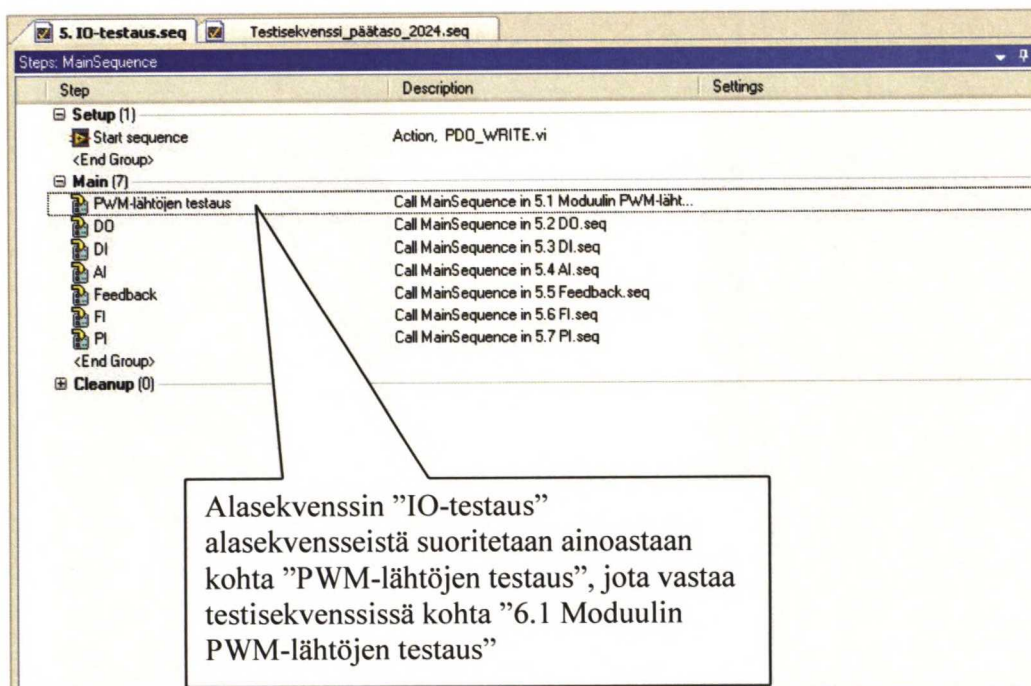 5. IO-testaus.seq Testisekvenssi_päätaso_2024.seq
Steps: MainSequence
Step Description Settings
Setup (1)
Start sequence Action, PDO_WRITE.vi
<End Group>
Main (7)
PWM-lähtöjen testaus Call MainSequence in 5.1 Moduulin PWM-läht...
DO Call MainSequence in 5.2 DO.seq
DI Call MainSequence in 5.3 DI.seq
AI Call MainSequence in 5.4 AI.seq
Feedback Call MainSequence in 5.5 Feedback.seq
FI Call MainSequence in 5.6 FI.seq
PI Call MainSequence in 5.7 PI.seq
<End Group>
Cleanup (0)
Alasekvenssin ”IO-testaus”
alasekvensseistä suoritetaan ainoastaan
kohta ”PWM-lähtöjen testaus”, jota vastaa
testisekvenssissä kohta ”6.1 Moduulin
PWM-lähtöjen testaus”